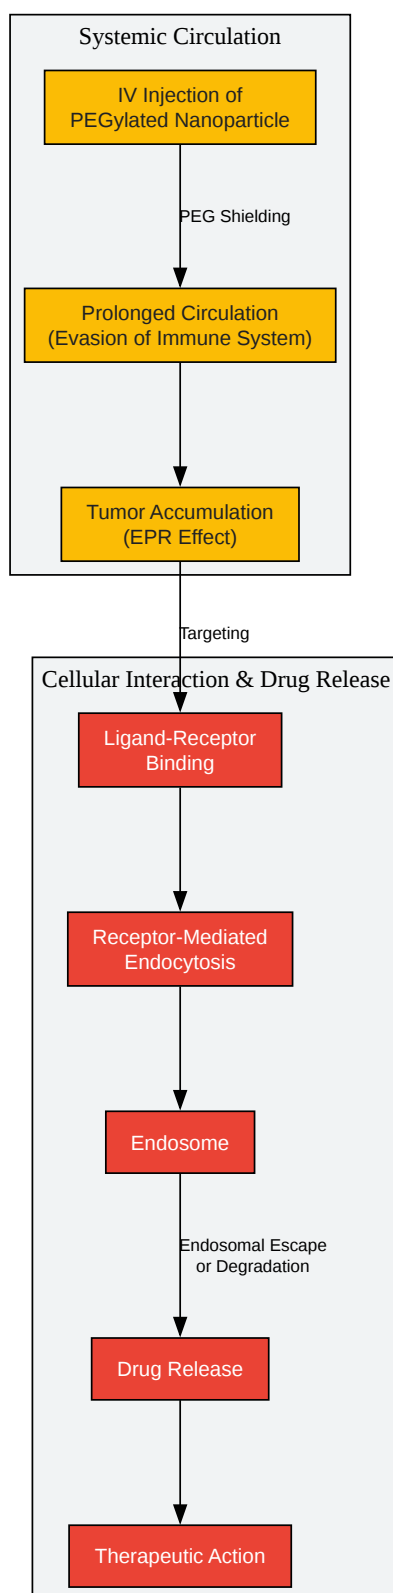 Systemic Circulation
IV Injection of
PEGylated Nanoparticle
PEG Shielding
Prolonged Circulation
(Evasion of Immune System)
Tumor Accumulation
(EPR Effect)
Targeting
Cellular Interaction & Drug Release
Ligand-Receptor
Binding
Receptor-Mediated
Endocytosis
Endosome
Endosomal Escape
or Degradation
Drug Release
Therapeutic Action